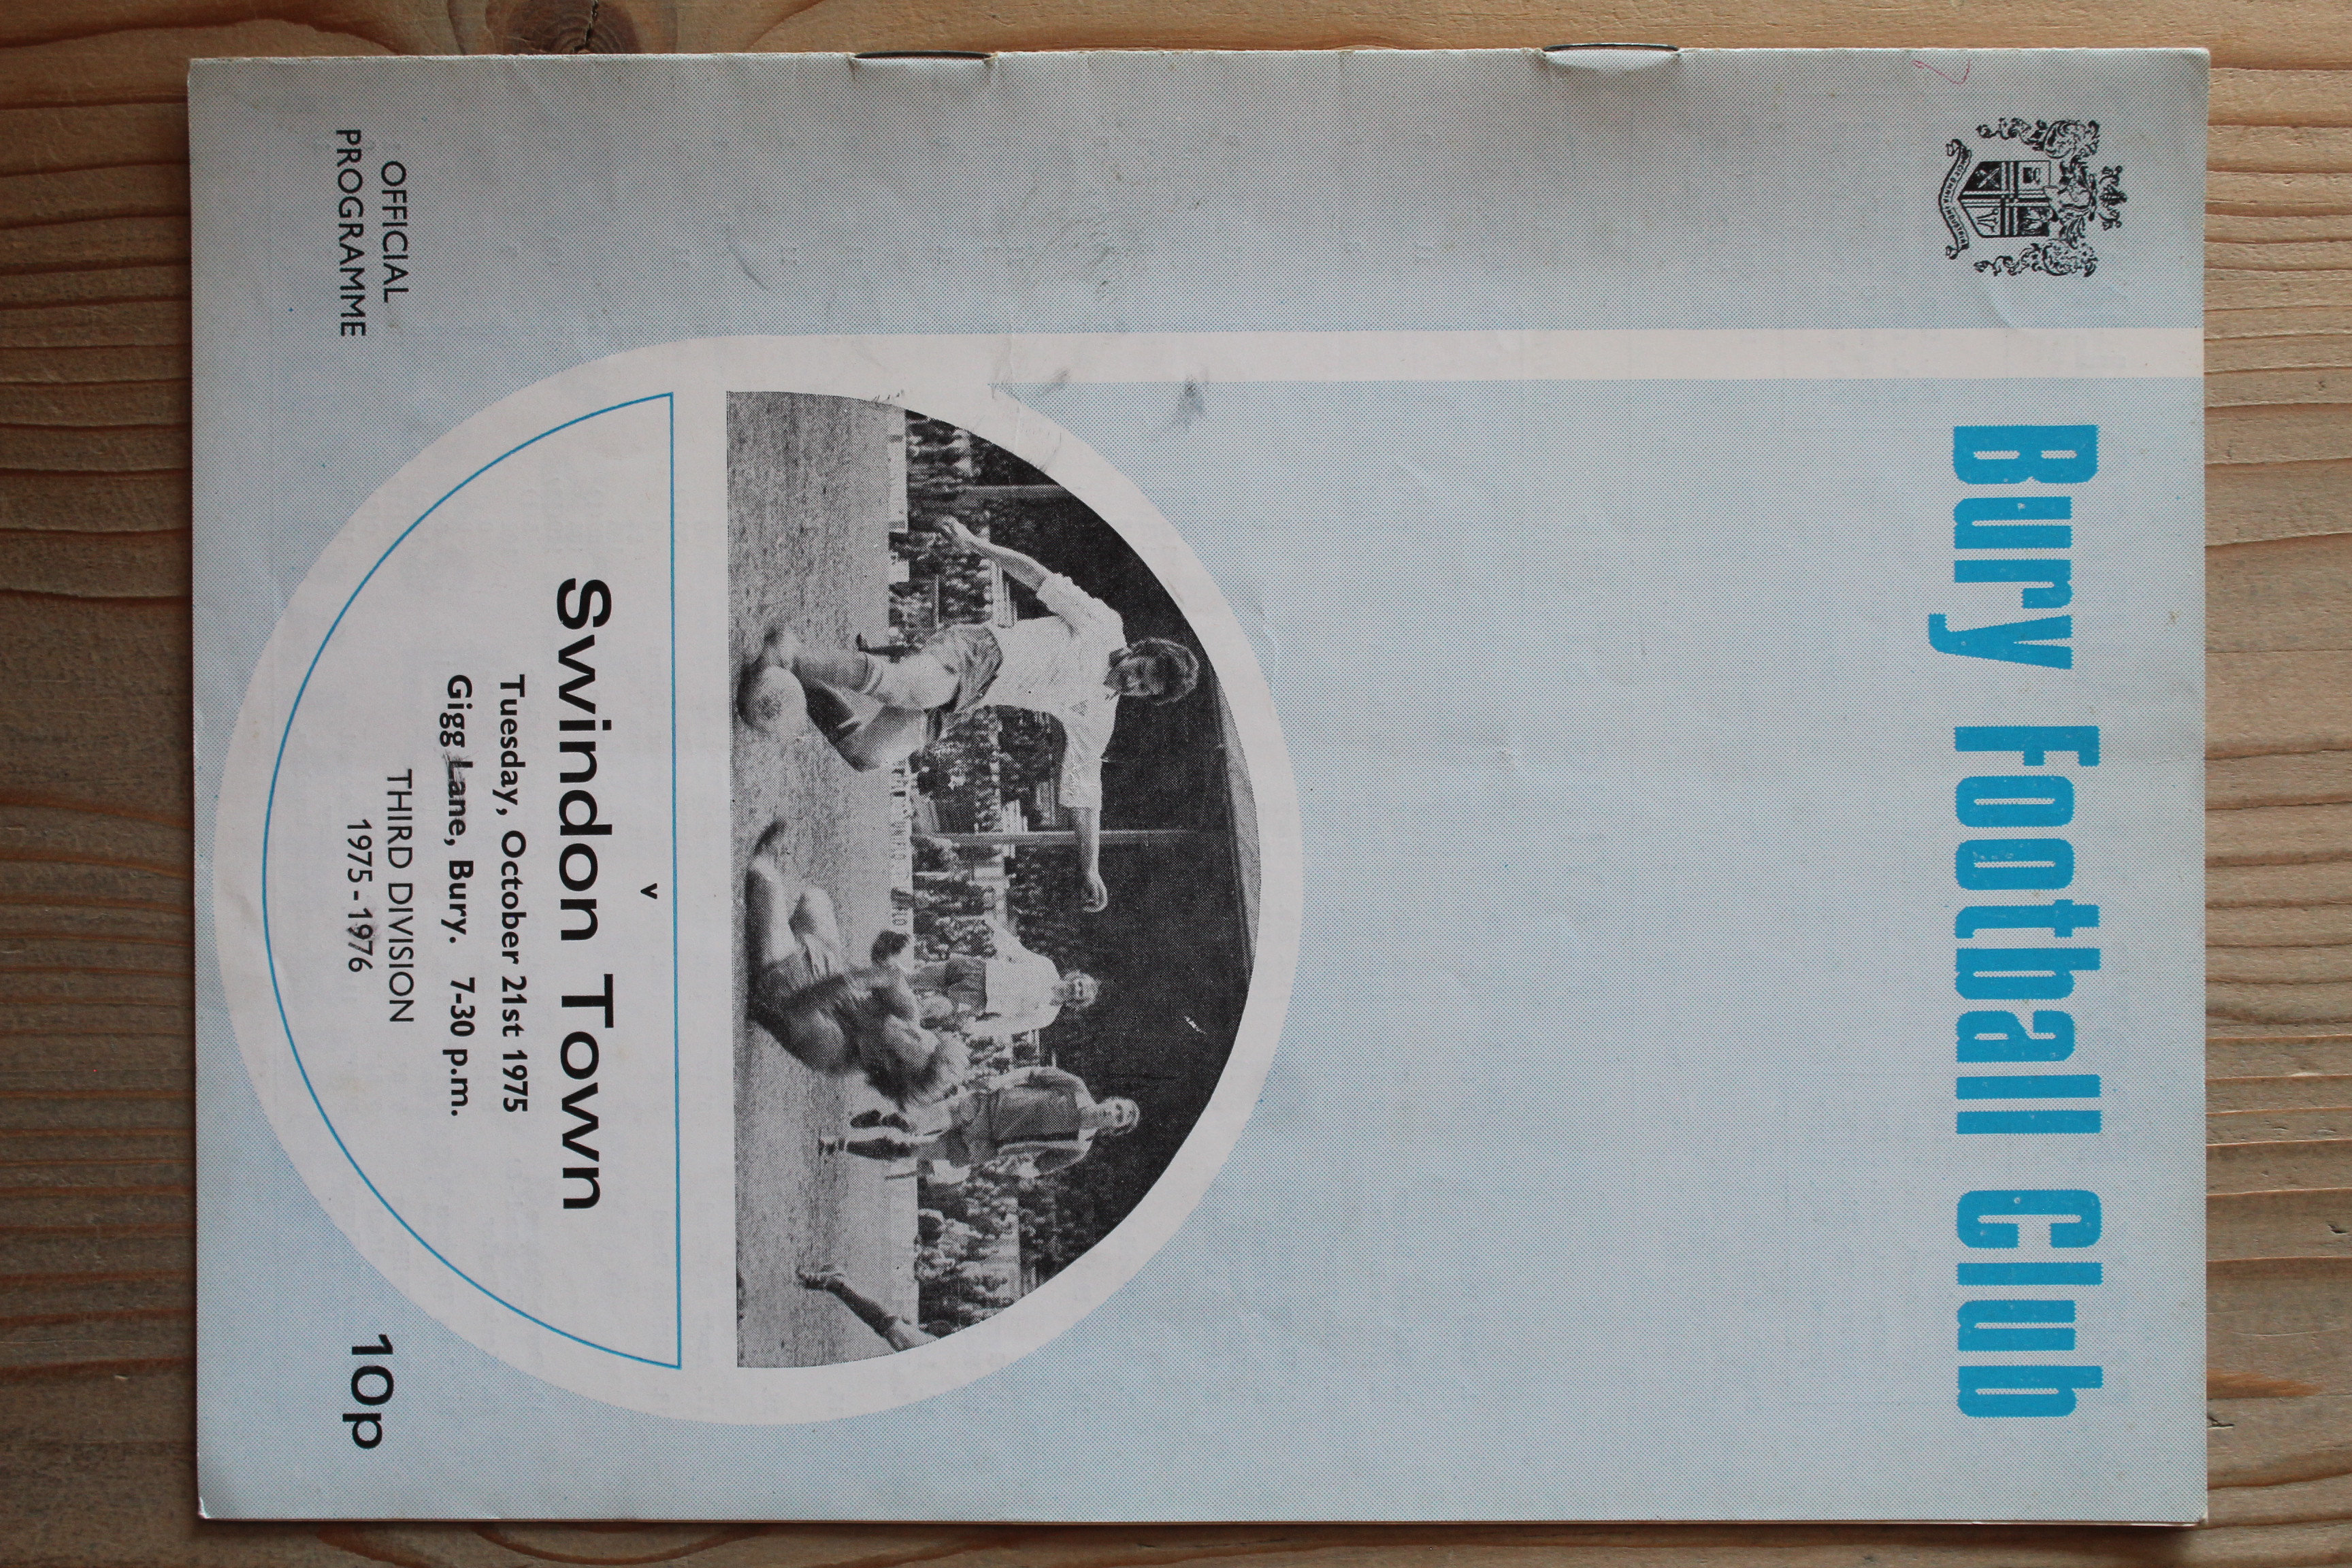 Bury Football Club
v
Swindon Town
Tuesday, October 21st 1975
Gigg Lane, Bury. 7-30 p.m.
THIRD DIVISION
1975 - 1976
OFFICIAL
PROGRAMME
10p